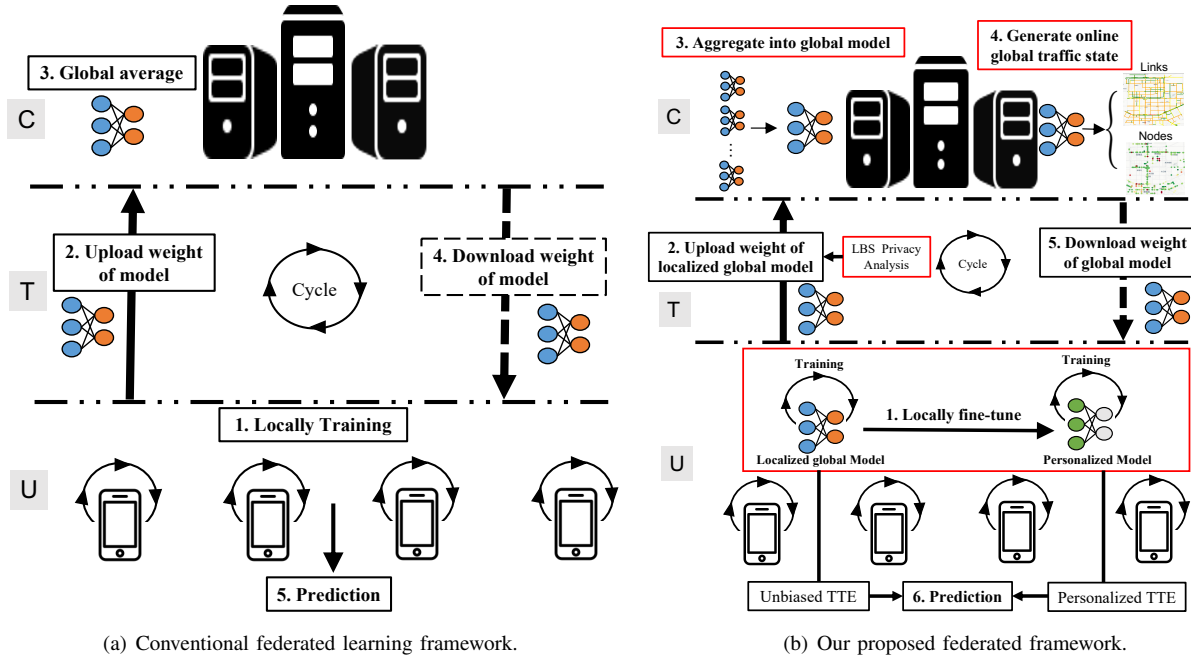 3. Global average
C
2. Upload weight
of model
Cycle
4. Download weight
of model
T
1. Locally Training
U
5. Prediction
(a) Conventional federated learning framework.
3. Aggregate into global model
4. Generate online
global traffic state
Links
Nodes
C
2. Upload weight of
localized global model
LBS Privacy
Analysis
Cycle
5. Download weight
of global model
T
Training
Training
1. Locally fine-tune
Localized global Model
Personalized Model
U
Unbiased TTE
6. Prediction
Personalized TTE
(b) Our proposed federated framework.